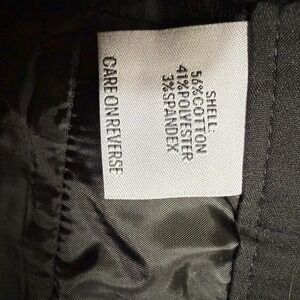 SHELL:
56%COTTON
41%POLYESTER
3%SPANDEX
CARE ON REVERSE